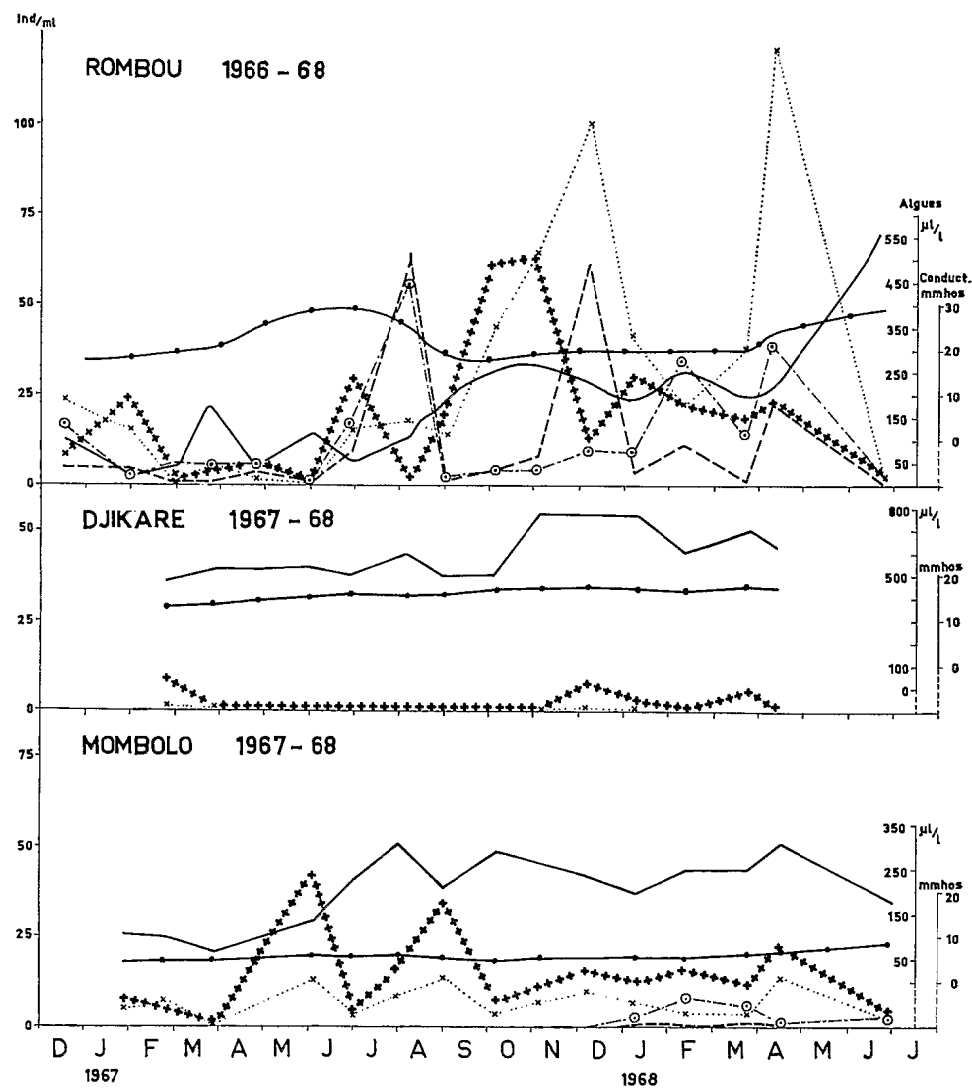 Ind/ml
ROMBOU 1966 - 68
100
75
50
25
0
Algues
µl/l
550
450
350
250
150
50
Conduct.
mmhos
30
20
10
0
DJIKARE 1967 - 68
50
25
0
800
µl/l
500
100
0
mmhos
20
10
0
MOMBOLO 1967 - 68
75
50
25
0
350
µl/l
250
150
50
mmhos
20
10
0
D J F M A M J J A S O N D J F M A M J J
1967 1968